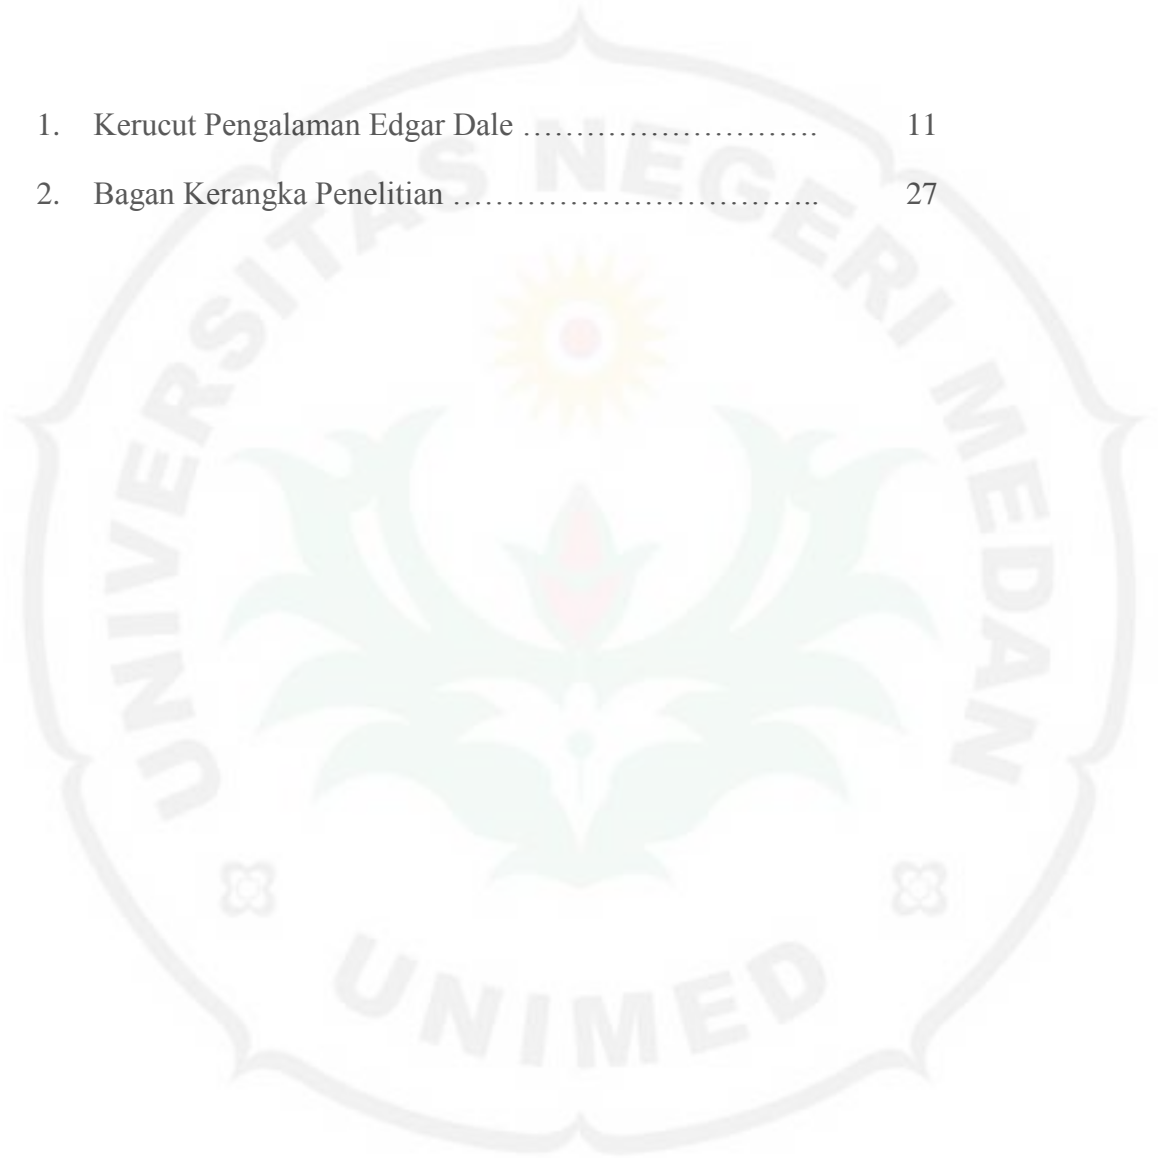 1. Kerucut Pengalaman Edgar Dale ………………………. 11
2. Bagan Kerangka Penelitian …………………………….. 27
UNIVERSITAS NEGERI MEDAN
UNIMED